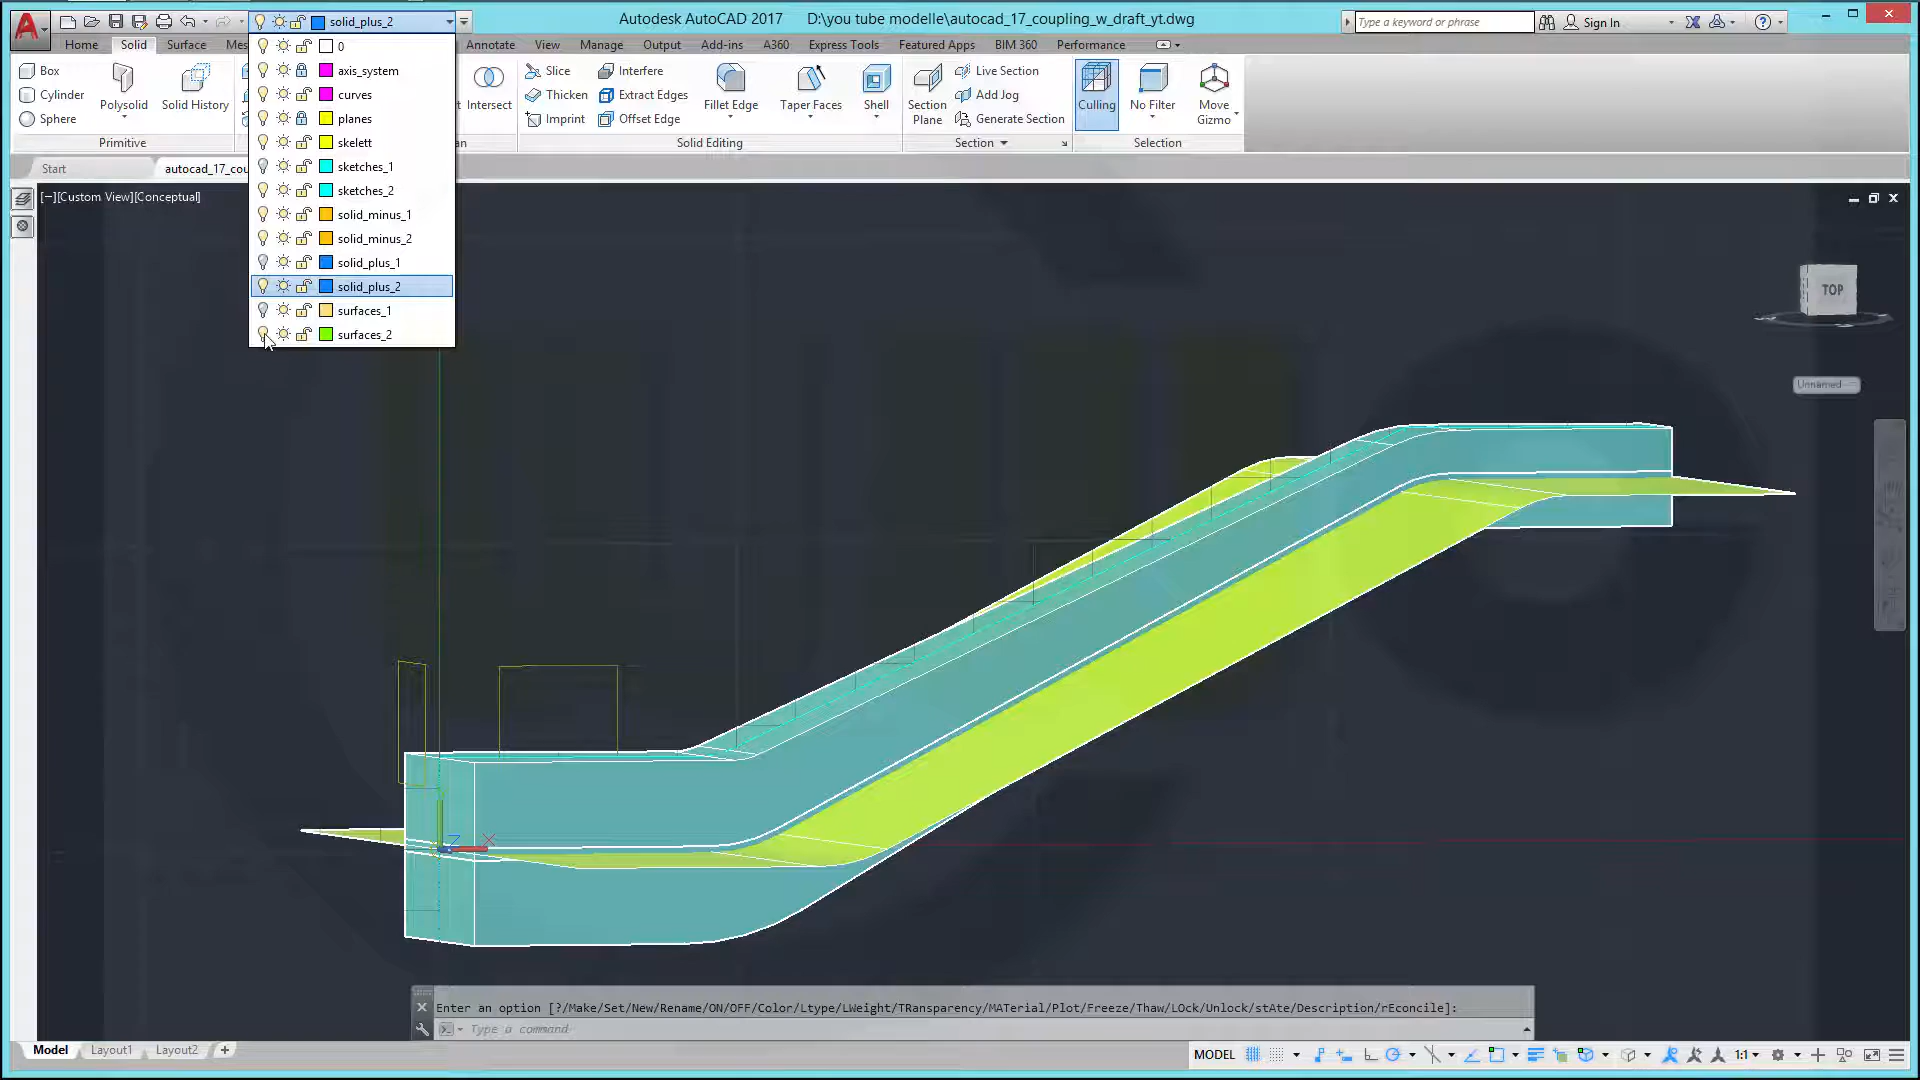 solid_plus_2
Autodesk AutoCAD 2017 D:\you tube modelle\autocad_17_coupling_w_draft_yt.dwg
Type a keyword or phrase
Sign In
Home Solid Surface Mes Annotate View Manage Output Add-ins A360 Express Tools Featured Apps BIM 360 Performance
0
axis_system
curves
planes
skelett
sketches_1
sketches_2
solid_minus_1
solid_minus_2
solid_plus_1
solid_plus_2
surfaces_1
surfaces_2
Box
Cylinder
Sphere
Polysolid
Solid History
Primitive
Intersect
Slice
Thicken
Imprint
Interfere
Extract Edges
Offset Edge
Fillet Edge
Taper Faces
Shell
Solid Editing
Section
Plane
Live Section
Add Jog
Generate Section
Section
Culling
No Filter
Move
Gizmo
Selection
Start
autocad_17_cou
[−][Custom View][Conceptual]
TOP
Unnamed
Z
X
Enter an option [?/Make/Set/New/Rename/ON/OFF/Color/Ltype/LWeight/TRansparency/MATerial/Plot/Freeze/Thaw/LOck/Unlock/stAte/Description/rEconcile]:
Type a command
Model Layout1 Layout2 +
MODEL
1:1